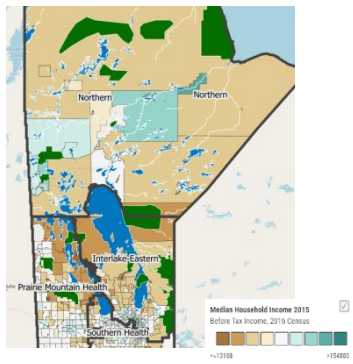 Northern
Northern
Interlake-Eastern
Prairie Mountain Health
Southern Health
Median Household Income 2015
Before Tax Income, 2016 Census
<=13168
+154800